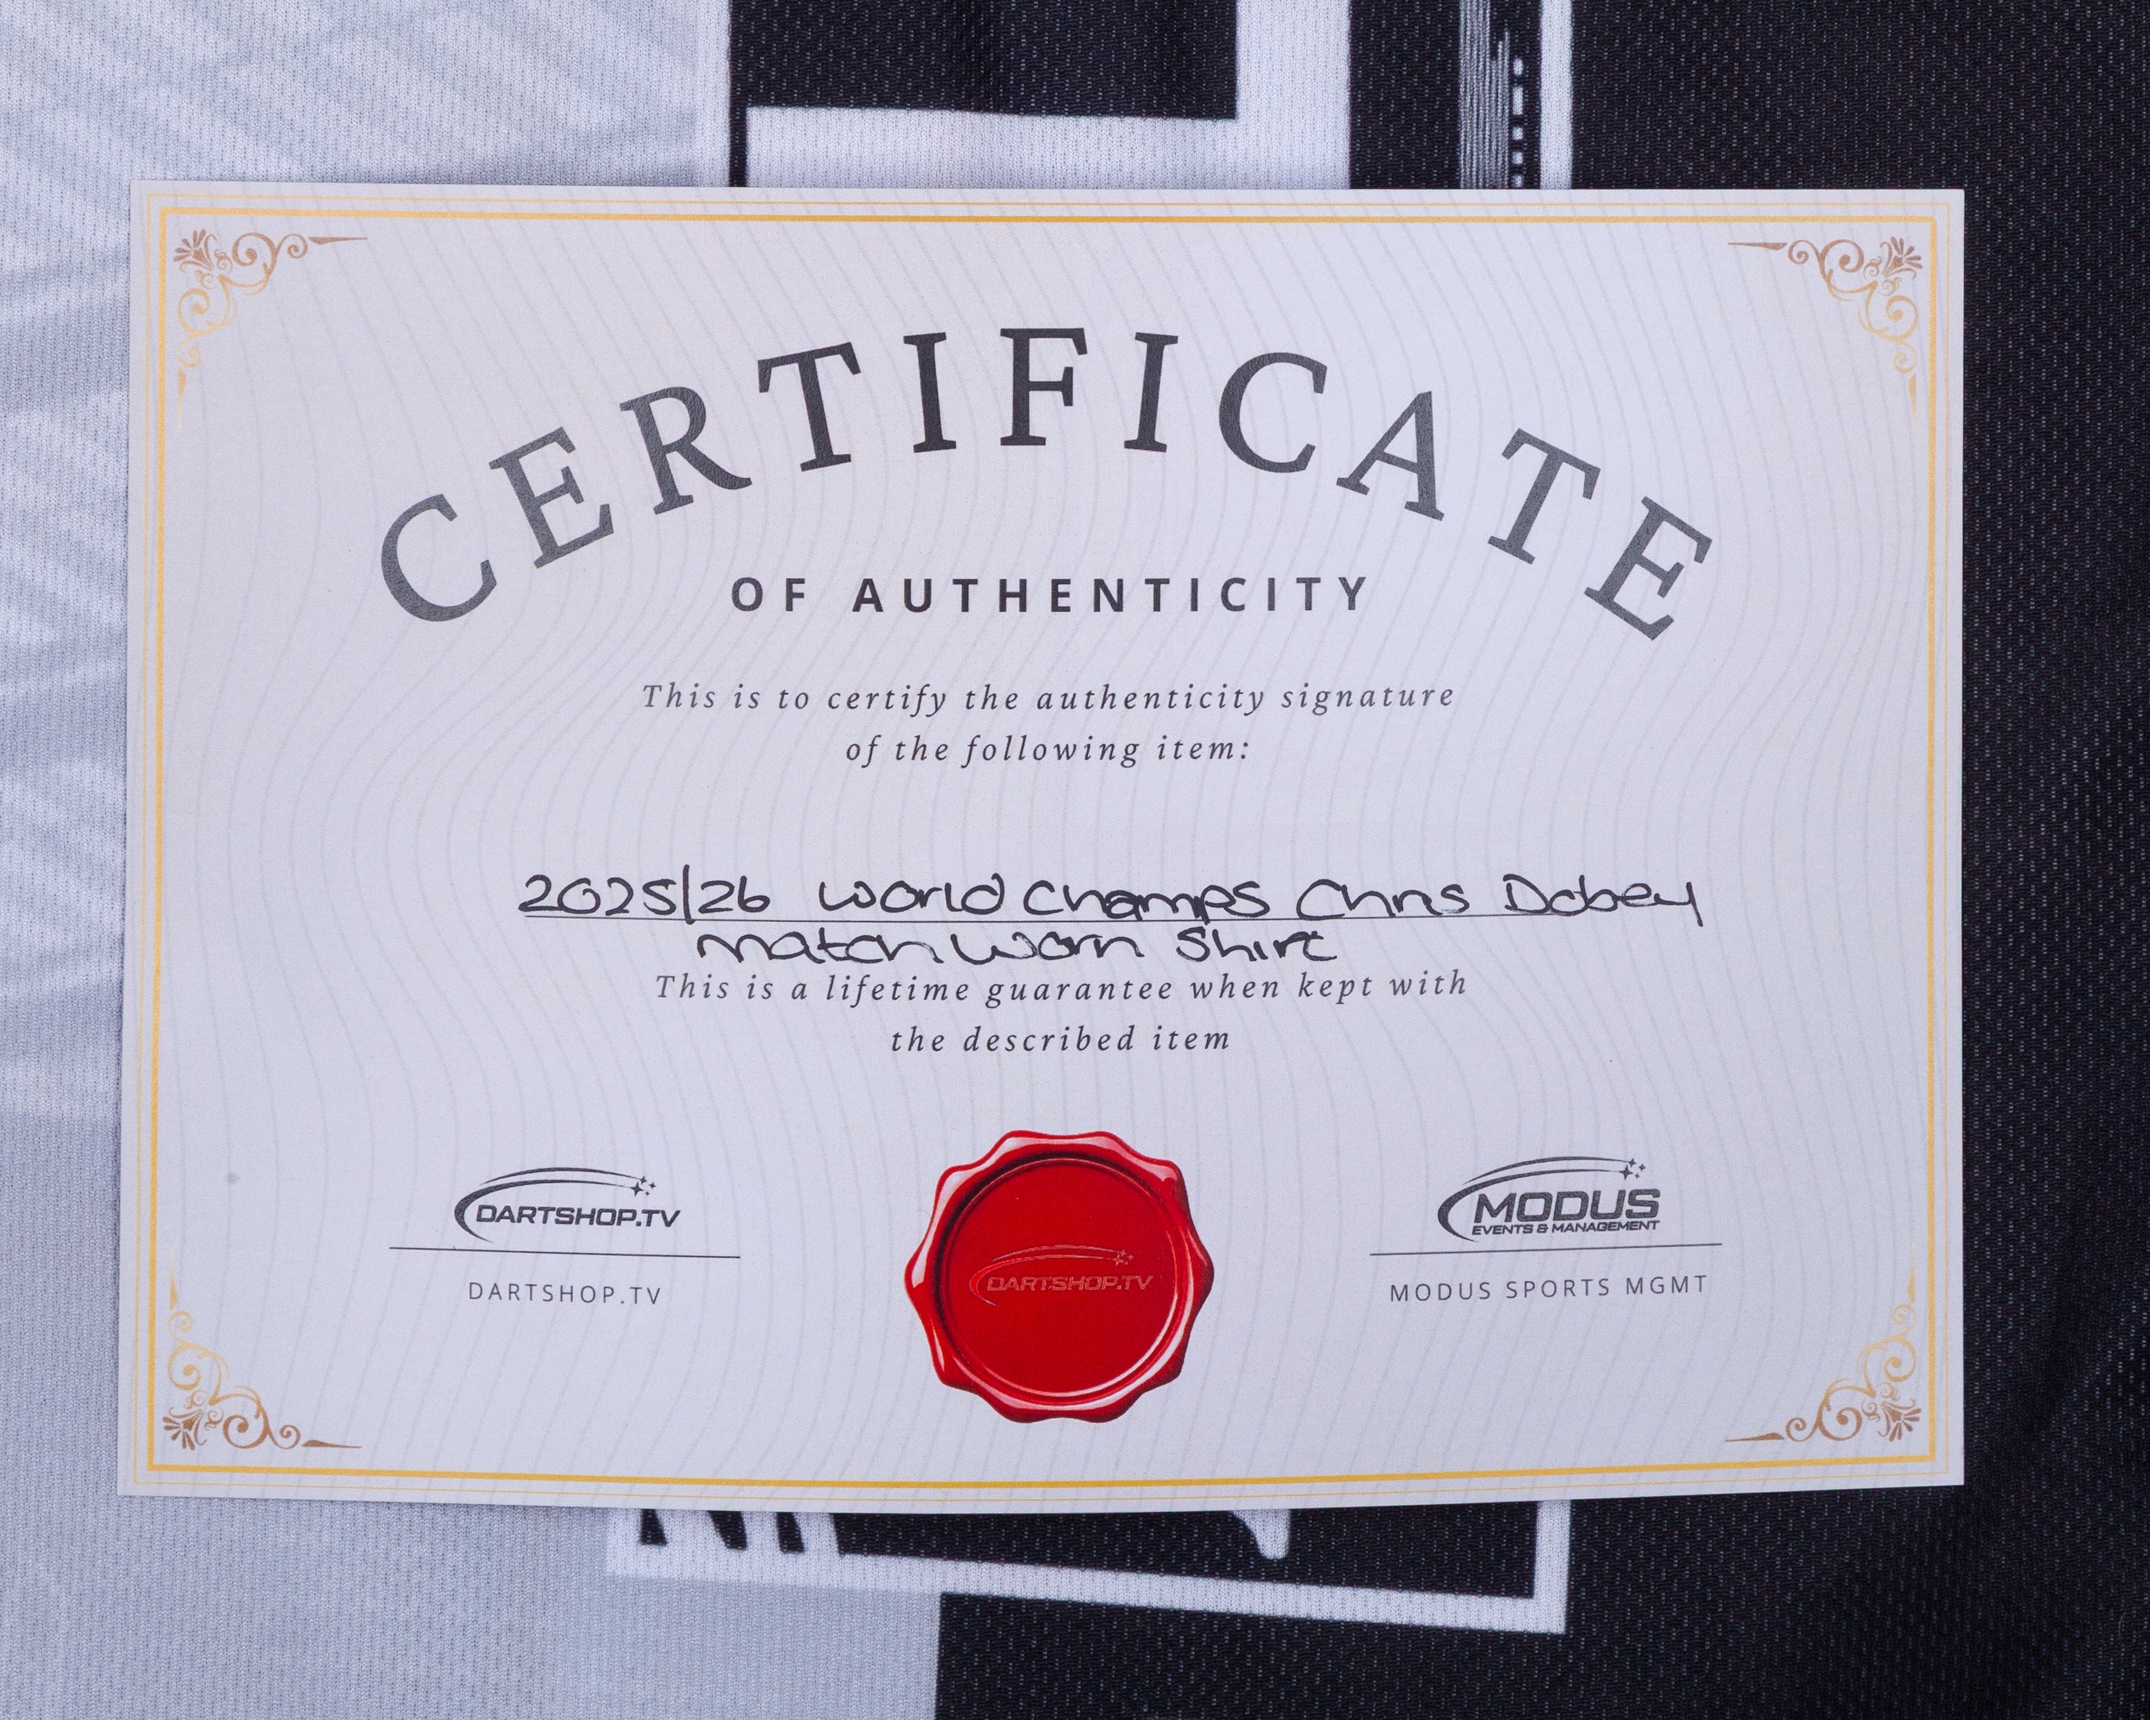 CERTIFICATE
OF AUTHENTICITY
This is to certify the authenticity signature
of the following item:
2025/26 World Champs Chris Dobey
Match Worn Shirt
This is a lifetime guarantee when kept with
the described item
DARTSHOP.TV
DARTSHOP.TV
DARTSHOP.TV
MODUS
EVENTS & MANAGEMENT
MODUS SPORTS MGMT